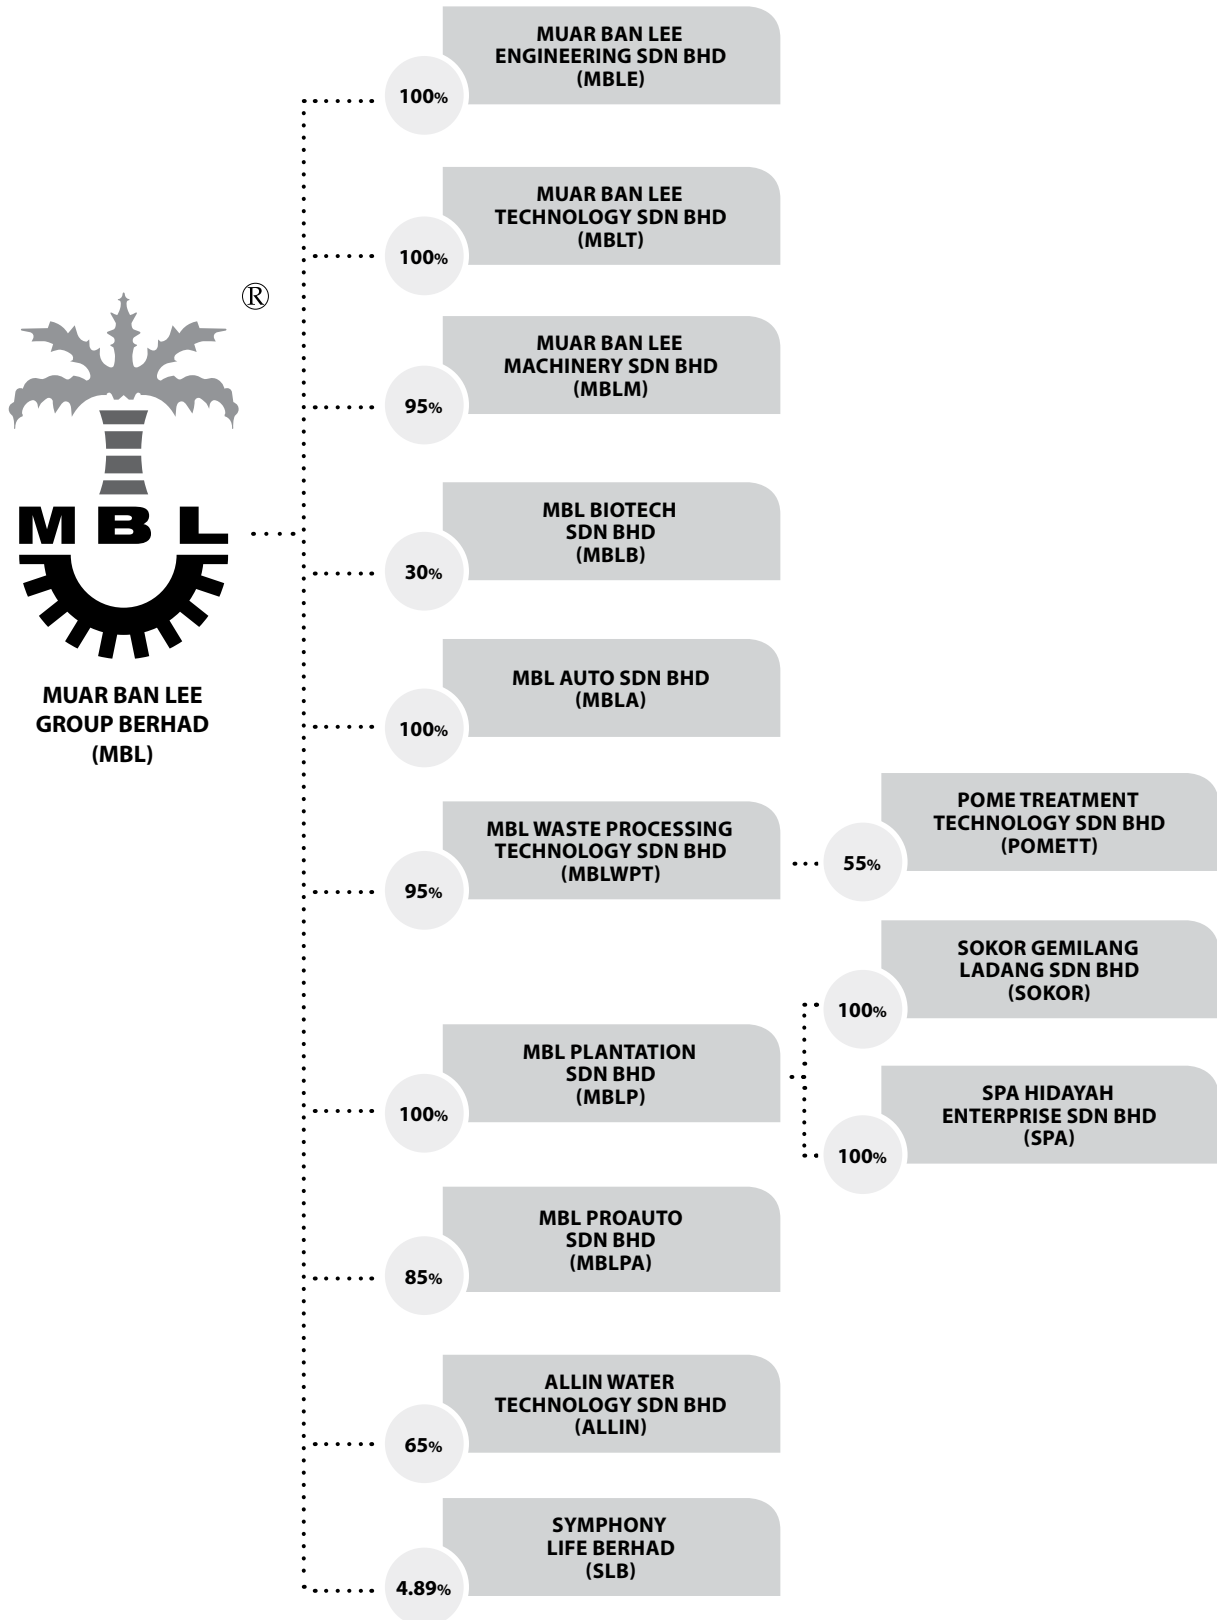 MUAR BAN LEE
ENGINEERING SDN BHD
(MBLE)
100%
MUAR BAN LEE
TECHNOLOGY SDN BHD
(MBLT)
100%
®
MUAR BAN LEE
MACHINERY SDN BHD
(MBLM)
95%
MBL
MBL BIOTECH
SDN BHD
(MBLB)
30%
MUAR BAN LEE
GROUP BERHAD
(MBL)
MBL AUTO SDN BHD
(MBLA)
100%
MBL WASTE PROCESSING
TECHNOLOGY SDN BHD
(MBLWPT)
95%
POME TREATMENT
TECHNOLOGY SDN BHD
(POMETT)
55%
SOKOR GEMILANG
LADANG SDN BHD
(SOKOR)
100%
MBL PLANTATION
SDN BHD
(MBLP)
100%
SPA HIDAYAH
ENTERPRISE SDN BHD
(SPA)
100%
MBL PROAUTO
SDN BHD
(MBLPA)
85%
ALLIN WATER
TECHNOLOGY SDN BHD
(ALLIN)
65%
SYMPHONY
LIFE BERHAD
(SLB)
4.89%